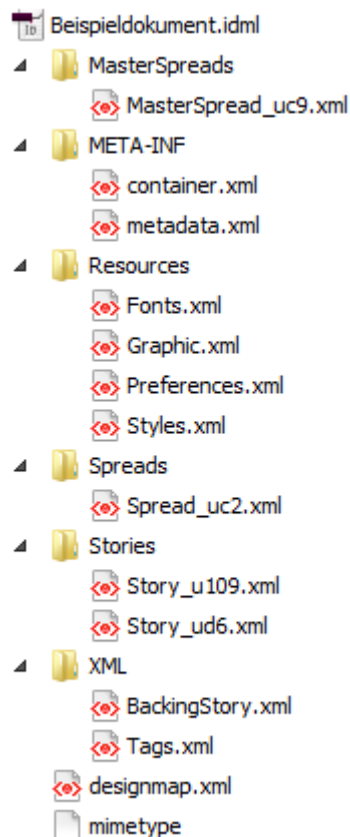 Beispieldokument.idml
MasterSpreads
MasterSpread_uc9.xml
META-INF
container.xml
metadata.xml
Resources
Fonts.xml
Graphic.xml
Preferences.xml
Styles.xml
Spreads
Spread_uc2.xml
Stories
Story_u109.xml
Story_ud6.xml
XML
BackingStory.xml
Tags.xml
designmap.xml
mimetype